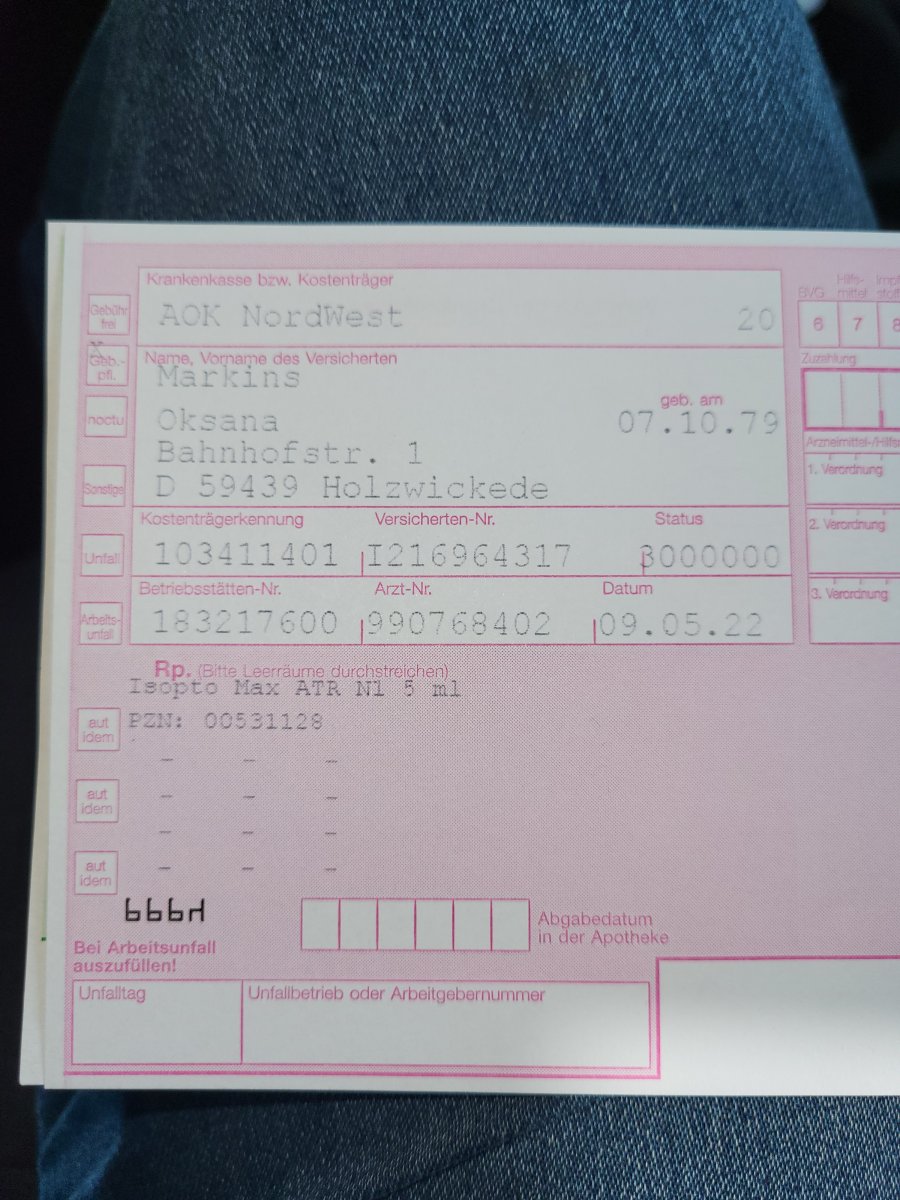 Krankenkasse bzw. Kostenträger
AOK NordWest 20
Gebühr frei
X
Geb.-pfl.
noctu
Sonstige
Unfall
Arbeits-unfall
Name, Vorname des Versicherten
Markins
geb. am
Oksana 07.10.79
Bahnhofstr. 1
D 59439 Holzwickede
Kostenträgerkennung Versicherten-Nr. Status
103411401 I216964317 3000000
Betriebsstätten-Nr. Arzt-Nr. Datum
183217600 990768402 09.05.22
BVG Hilfs-mittel
6 7 8
Zuzahlung
1. Verordnung
2. Verordnung
3. Verordnung
Rp. (Bitte Leerräume durchstreichen)
Isopto Max ATR N1 5 ml
PZN: 00531128
aut idem
- - -
- - -
aut idem
- - -
- - -
aut idem
Abgabedatum
in der Apotheke
Bei Arbeitsunfall
auszufüllen!
Unfalltag Unfallbetrieb oder Arbeitgebernummer